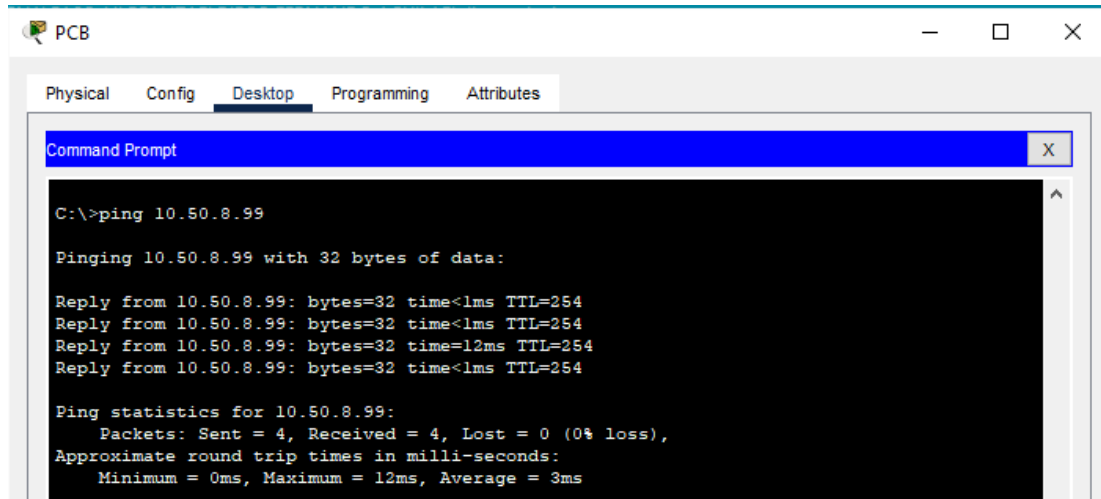 PCB
Physical Config Desktop Programming Attributes
Command Prompt X
C:\>ping 10.50.8.99
Pinging 10.50.8.99 with 32 bytes of data:
Reply from 10.50.8.99: bytes=32 time<1ms TTL=254
Reply from 10.50.8.99: bytes=32 time<1ms TTL=254
Reply from 10.50.8.99: bytes=32 time=12ms TTL=254
Reply from 10.50.8.99: bytes=32 time<1ms TTL=254
Ping statistics for 10.50.8.99:
Packets: Sent = 4, Received = 4, Lost = 0 (0% loss),
Approximate round trip times in milli-seconds:
Minimum = 0ms, Maximum = 12ms, Average = 3ms